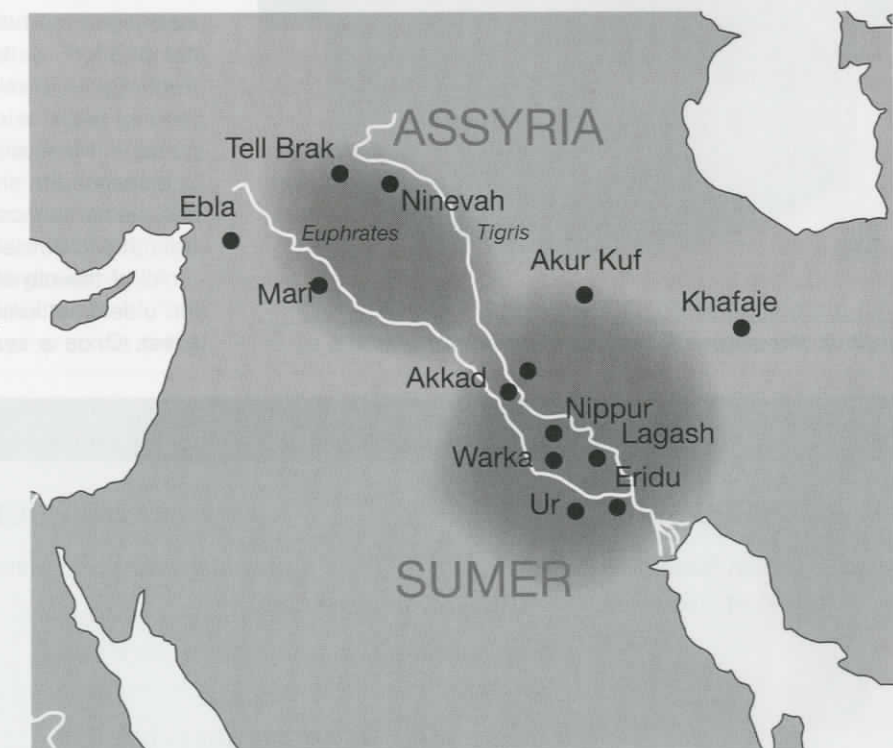 ASSYRIA
Tell Brak
Ninevah
Ebla
Euphrates
Tigris
Akur Kuf
Mari
Khafaje
Akkad
Nippur
Lagash
Warka
Eridu
Ur
SUMER